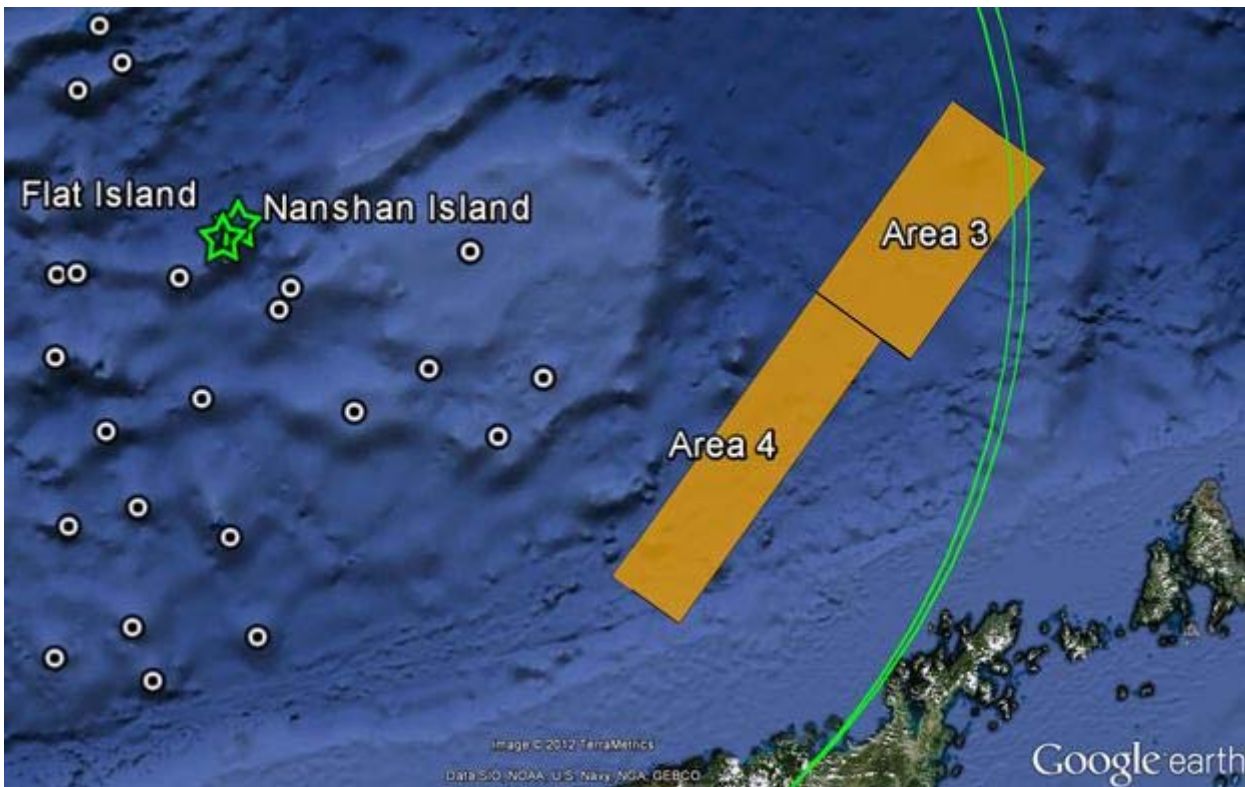 Flat Island
Nanshan Island
Area 3
Area 4
Image © 2012 TerraMetrics
Data SIO, NOAA, U.S. Navy, NGA, GEBCO
Google earth